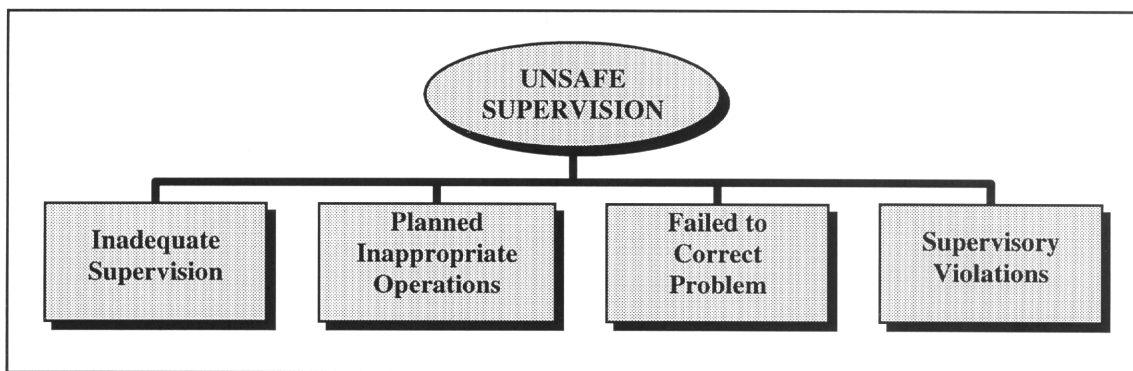 UNSAFE
SUPERVISION
Inadequate
Supervision
Planned
Inappropriate
Operations
Failed to
Correct
Problem
Supervisory
Violations